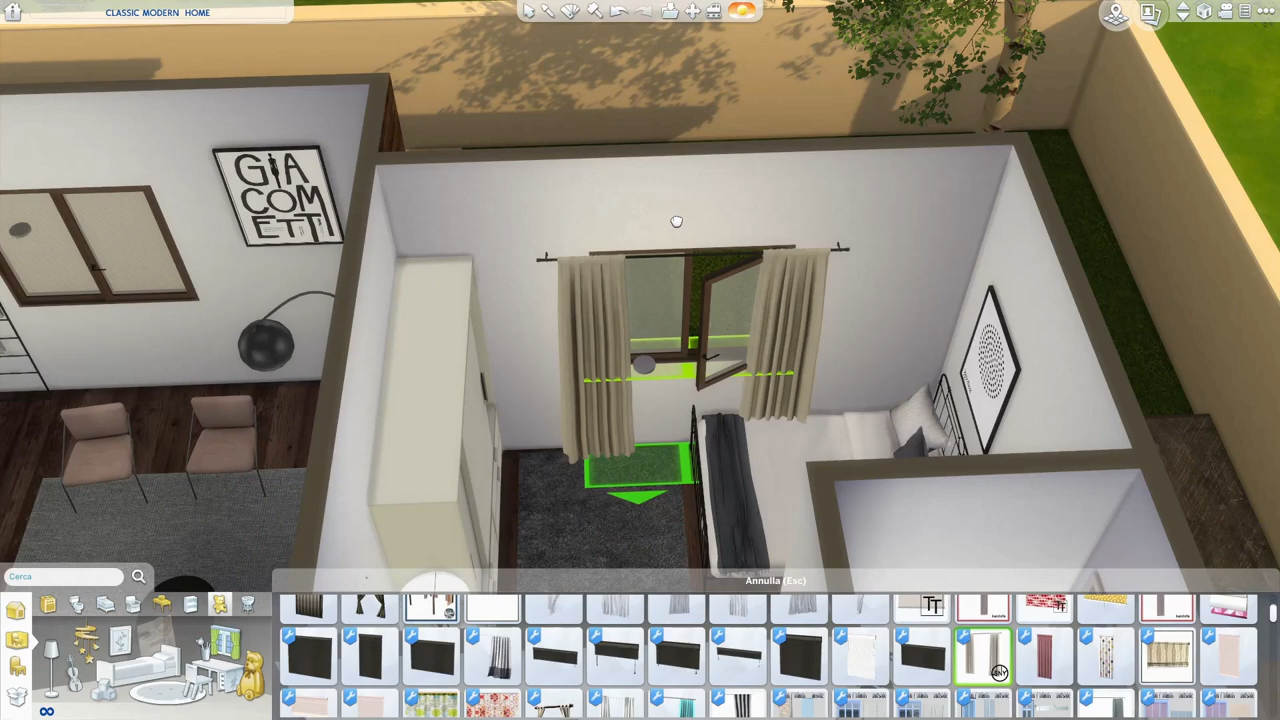 CLASSIC MODERN HOME
GIA
COM
ETTI
Annulla (Esc)
Cerca